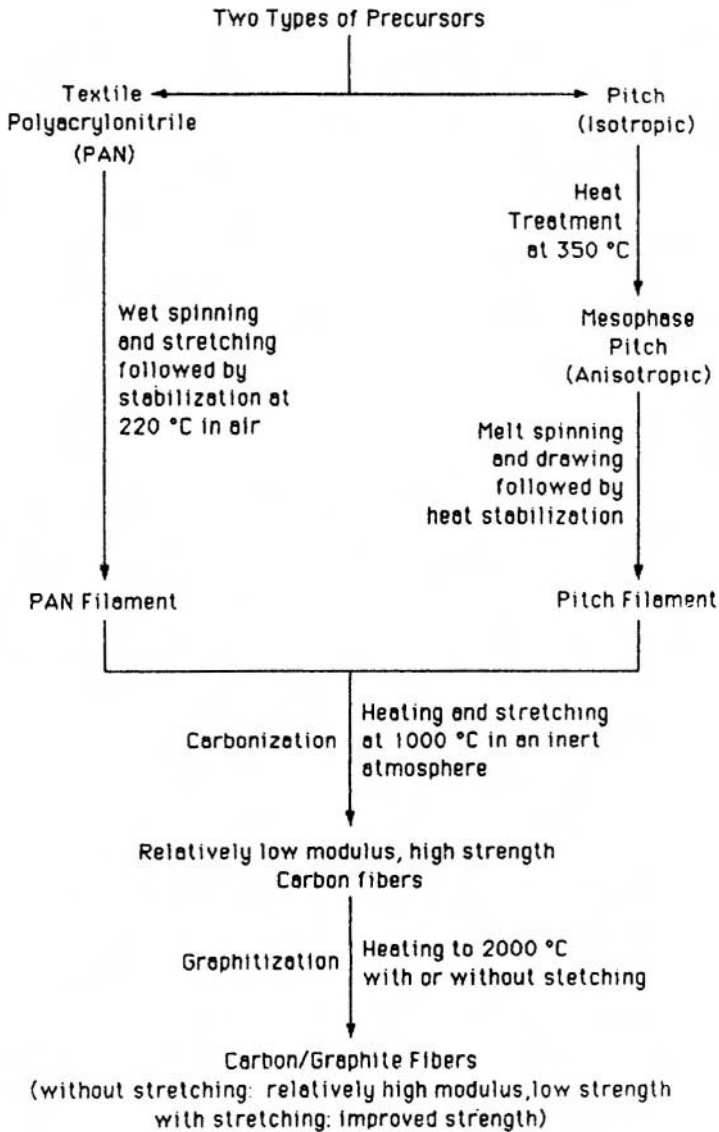 Two Types of Precursors
Textile
Polyacrylonitrile
(PAN)
Pitch
(Isotropic)
Heat
Treatment
at 350 °C
Wet spinning
and stretching
followed by
stabilization at
220 °C in air
Mesophase
Pitch
(Anisotropic)
Melt spinning
and drawing
followed by
heat stabilization
PAN Filament
Pitch Filament
Carbonization
Heating and stretching
at 1000 °C in an inert
atmosphere
Relatively low modulus, high strength
Carbon fibers
Graphitization
Heating to 2000 °C
with or without stetching
Carbon/Graphite Fibers
(without stretching: relatively high modulus,low strength
with stretching: improved strength)